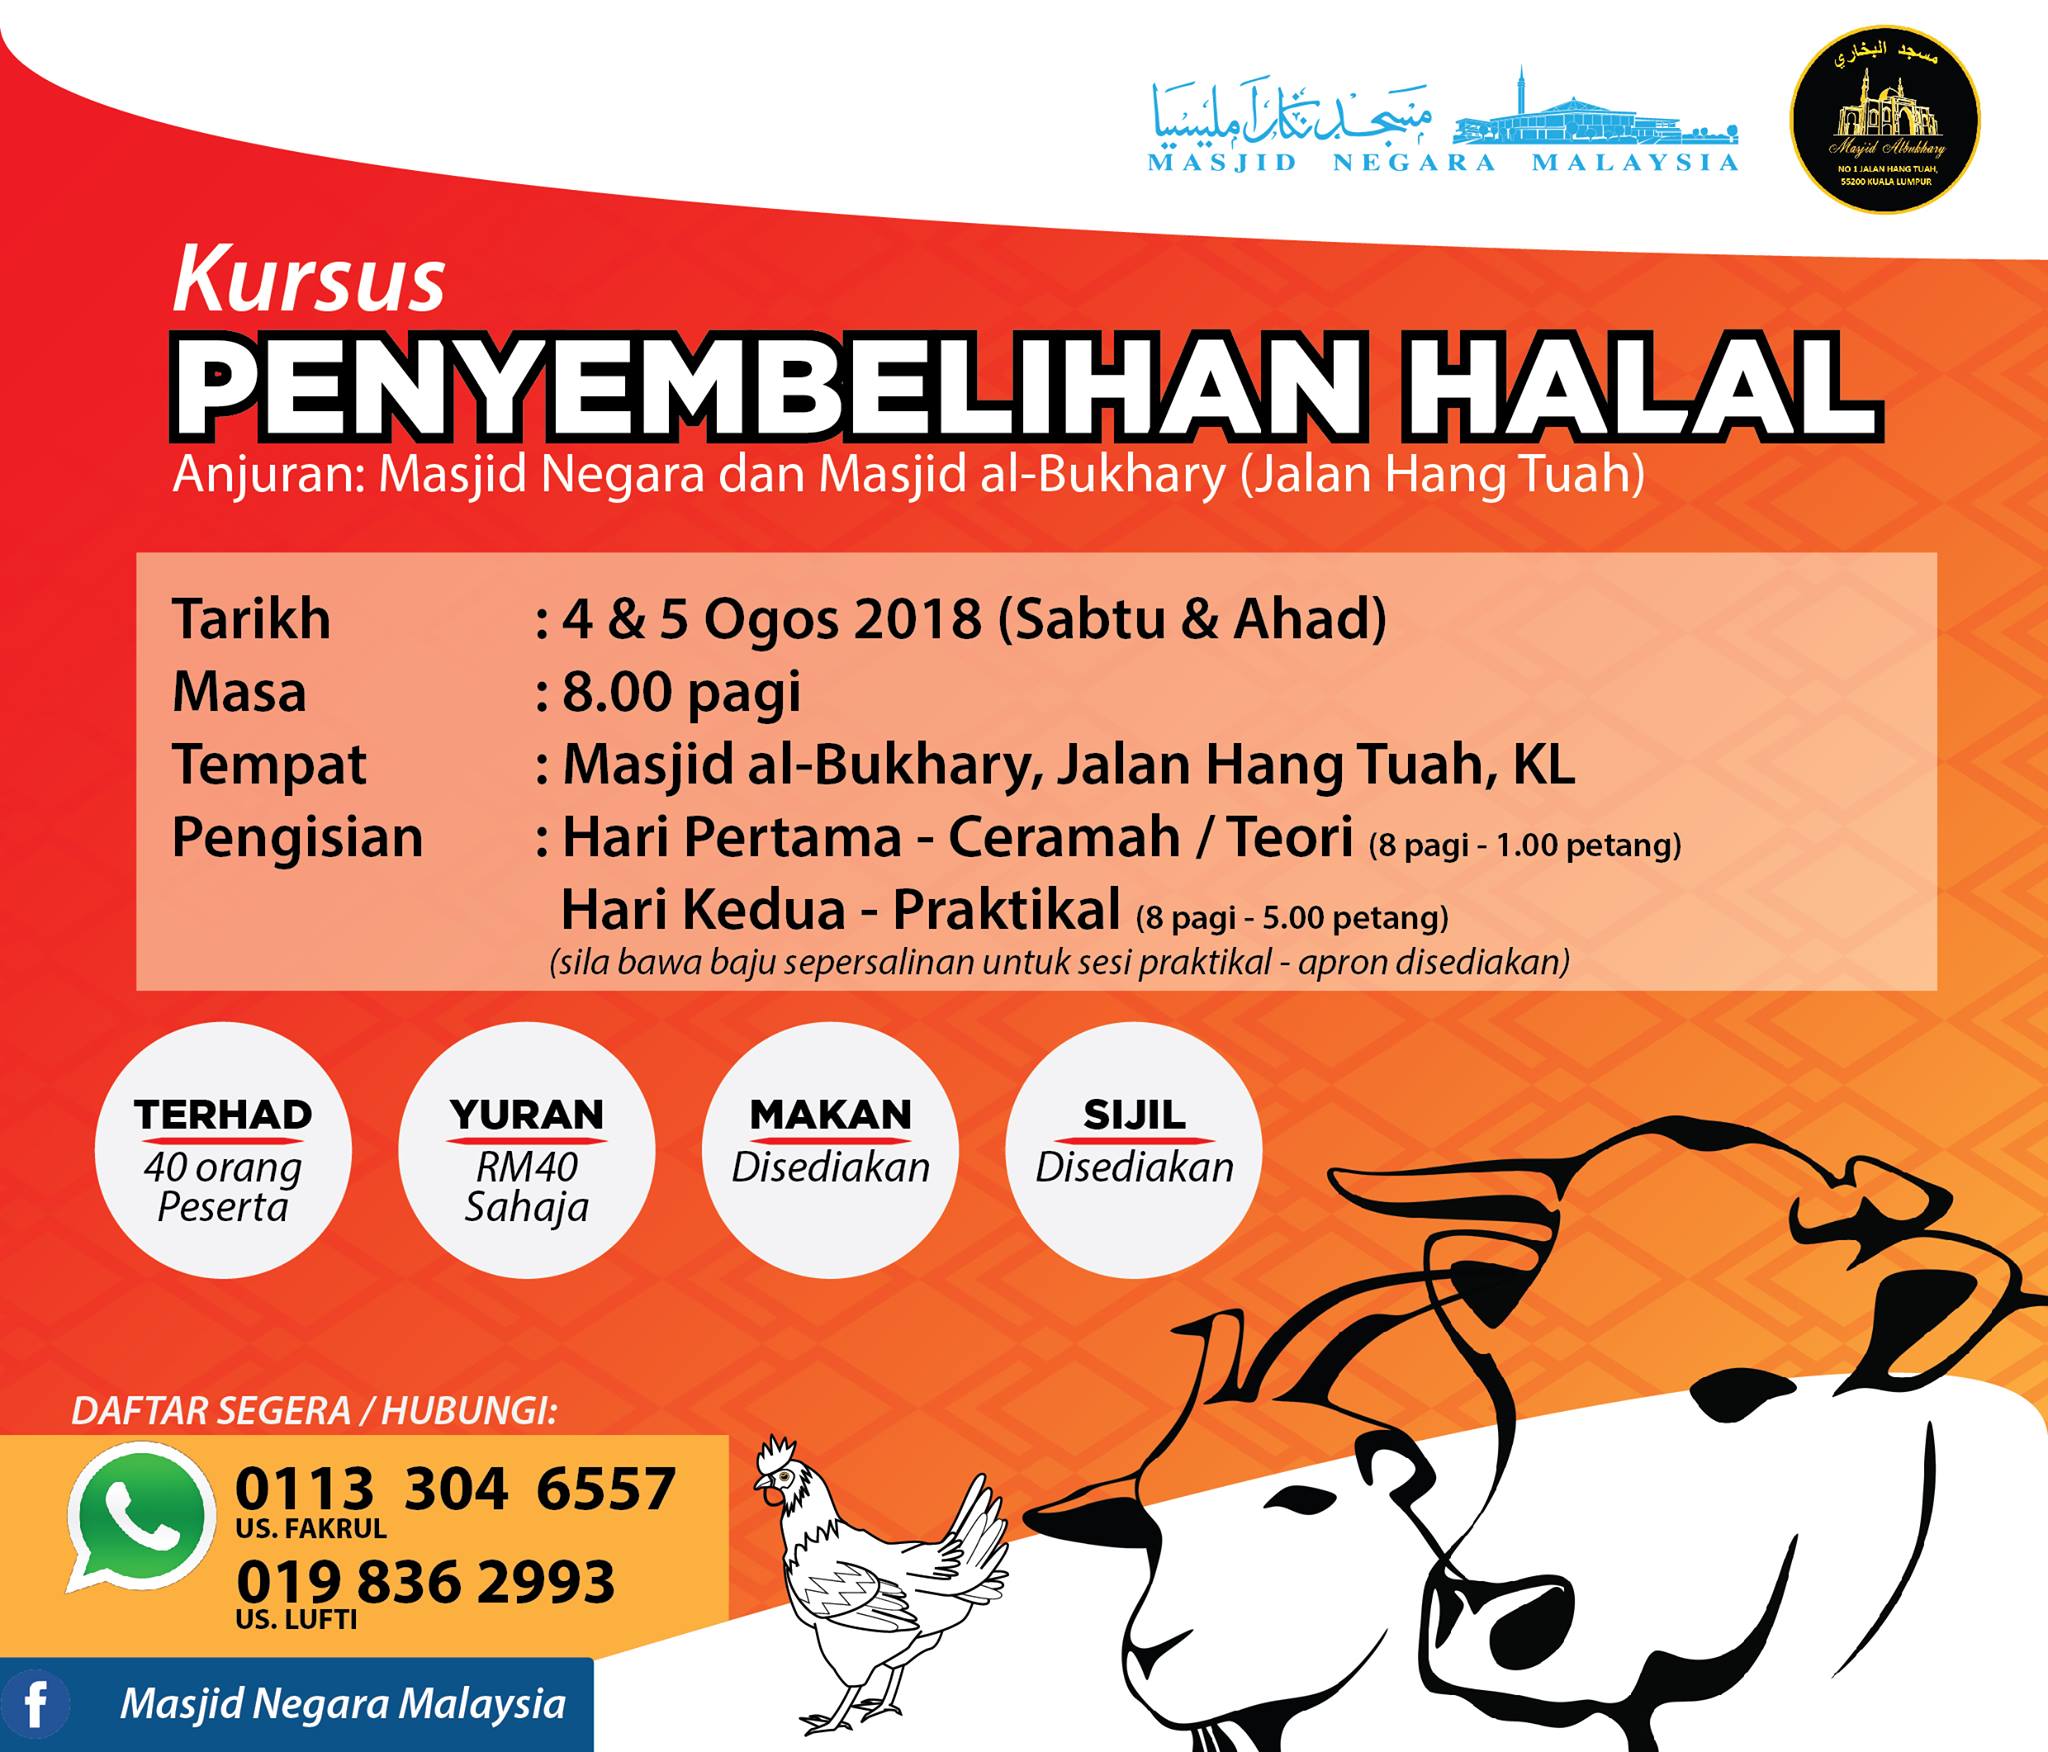 مسجد نڬارا مليسيا
MASJID NEGARA MALAYSIA
مسجد البخاري
Masjid Albukhary
NO 1 JALAN HANG TUAH,
55200 KUALA LUMPUR
Kursus
PENYEMBELIHAN HALAL
Anjuran: Masjid Negara dan Masjid al-Bukhary (Jalan Hang Tuah)
Tarikh : 4 & 5 Ogos 2018 (Sabtu & Ahad)
Masa : 8.00 pagi
Tempat : Masjid al-Bukhary, Jalan Hang Tuah, KL
Pengisian : Hari Pertama - Ceramah / Teori (8 pagi - 1.00 petang)
Hari Kedua - Praktikal (8 pagi - 5.00 petang)
(sila bawa baju sepersalinan untuk sesi praktikal - apron disediakan)
TERHAD
40 orang
Peserta
YURAN
RM40
Sahaja
MAKAN
Disediakan
SIJIL
Disediakan
DAFTAR SEGERA / HUBUNGI:
0113 304 6557
US. FAKRUL
019 836 2993
US. LUFTI
f Masjid Negara Malaysia